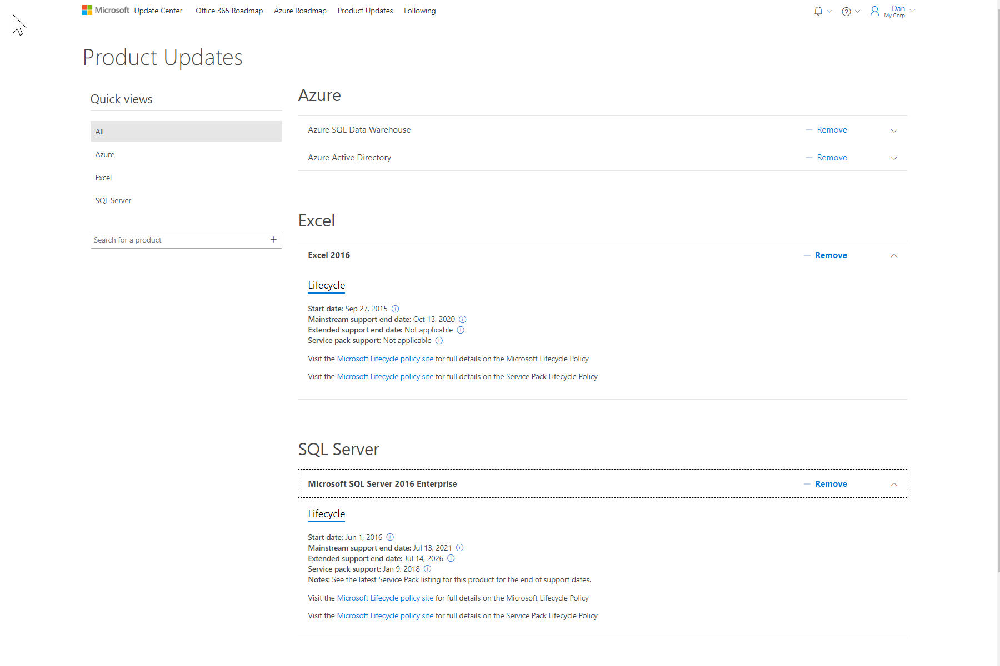 Microsoft Update Center Office 365 Roadmap Azure Roadmap Product Updates Following Dan
My Corp
Product Updates
Quick views
All
Azure
Excel
SQL Server
Search for a product
Azure
Azure SQL Data Warehouse Remove
Azure Active Directory Remove
Excel
Excel 2016 Remove
Lifecycle
Start date: Sep 27, 2015
Mainstream support end date: Oct 13, 2020
Extended support end date: Not applicable
Service pack support: Not applicable
Visit the Microsoft Lifecycle policy site for full details on the Microsoft Lifecycle Policy
Visit the Microsoft Lifecycle policy site for full details on the Service Pack Lifecycle Policy
SQL Server
Microsoft SQL Server 2016 Enterprise Remove
Lifecycle
Start date: Jun 1, 2016
Mainstream support end date: Jul 13, 2021
Extended support end date: Jul 14, 2026
Service pack support: Jan 9, 2018
Notes: See the latest Service Pack listing for this product for the end of support dates.
Visit the Microsoft Lifecycle policy site for full details on the Microsoft Lifecycle Policy
Visit the Microsoft Lifecycle policy site for full details on the Service Pack Lifecycle Policy